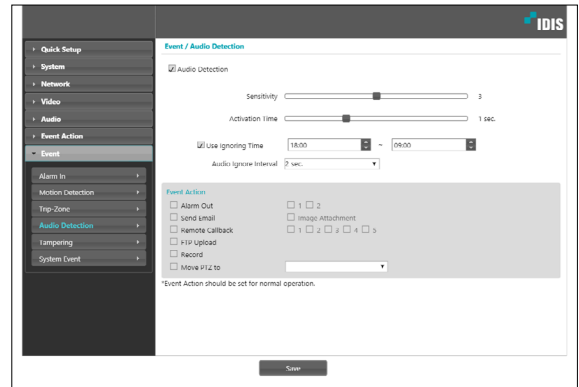 IDIS
Quick Setup
System
Network
Video
Audio
Event Action
Event
Alarm In
Motion Detection
Trip-Zone
Audio Detection
Tampering
System Event
Event / Audio Detection
Audio Detection
Sensitivity 3
Activation Time 1 sec.
Use Ignoring Time 18:00 ~ 09:00
Audio Ignore Interval 2 sec.
Event Action
Alarm Out 1 2
Send Email Image Attachment
Remote Callback 1 2 3 4 5
FTP Upload
Record
Move PTZ to
*Event Action should be set for normal operation.
Save